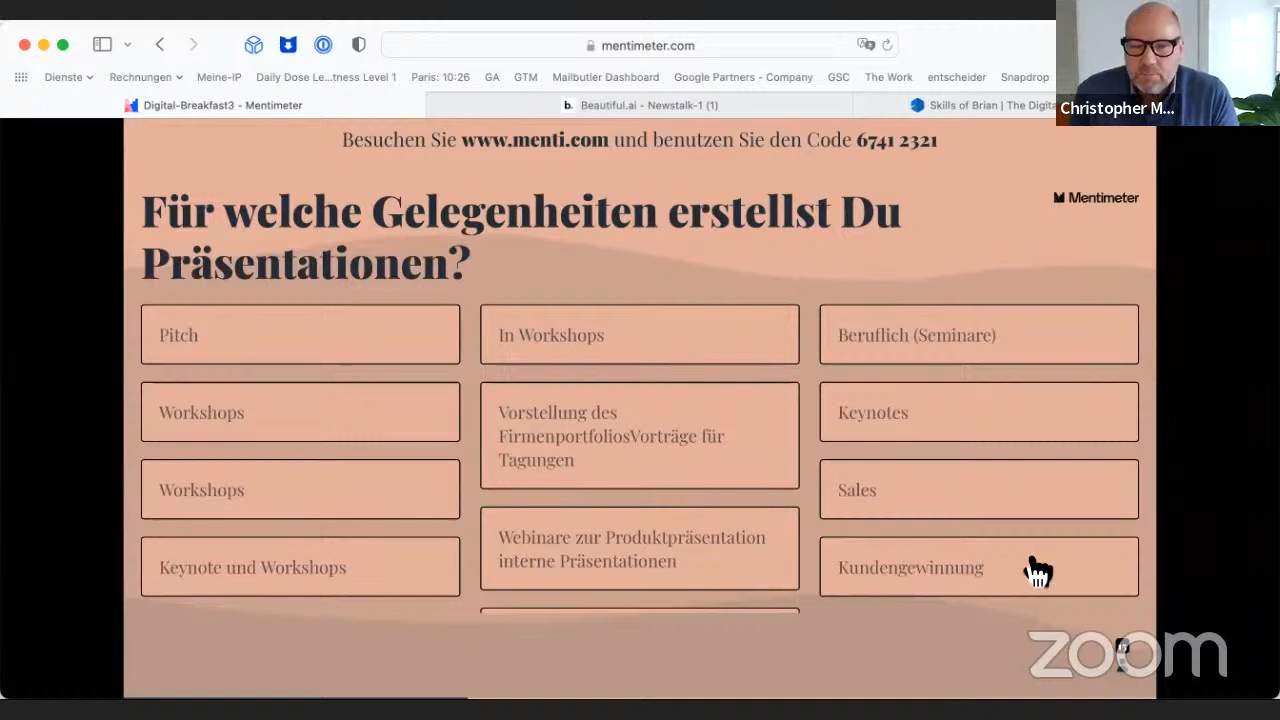 mentimeter.com
Dienste
Rechnungen
Meine-IP
Daily Dose Le...tness Level 1
Paris: 10:26
GA
GTM
Mailbutler Dashboard
Google Partners - Company
GSC
The Work
entscheider
Snapdrop
Christopher M...
Digital-Breakfast3 - Mentimeter
b. Beautiful.ai - Newstalk-1 (1)
Skills of Brian | The Digita
Besuchen Sie www.menti.com und benutzen Sie den Code 6741 2321
Mentimeter
Für welche Gelegenheiten erstellst Du
Präsentationen?
Pitch
Workshops
Workshops
Keynote und Workshops
In Workshops
Vorstellung des
FirmenportfoliosVorträge für
Tagungen
Webinare zur Produktpräsentation
interne Präsentationen
Beruflich (Seminare)
Keynotes
Sales
Kundengewinnung
zoom